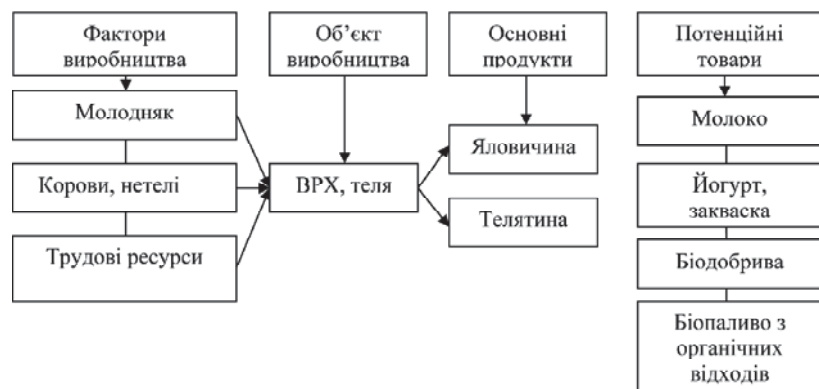 Фактори
виробництва
Об’єкт
виробництва
Основні
продукти
Потенційні
товари
Молодняк
Корови, нетелі
Трудові ресурси
ВРХ, теля
Яловичина
Телятина
Молоко
Йогурт,
закваска
Біодобрива
Біопаливо з
органічних
відходів